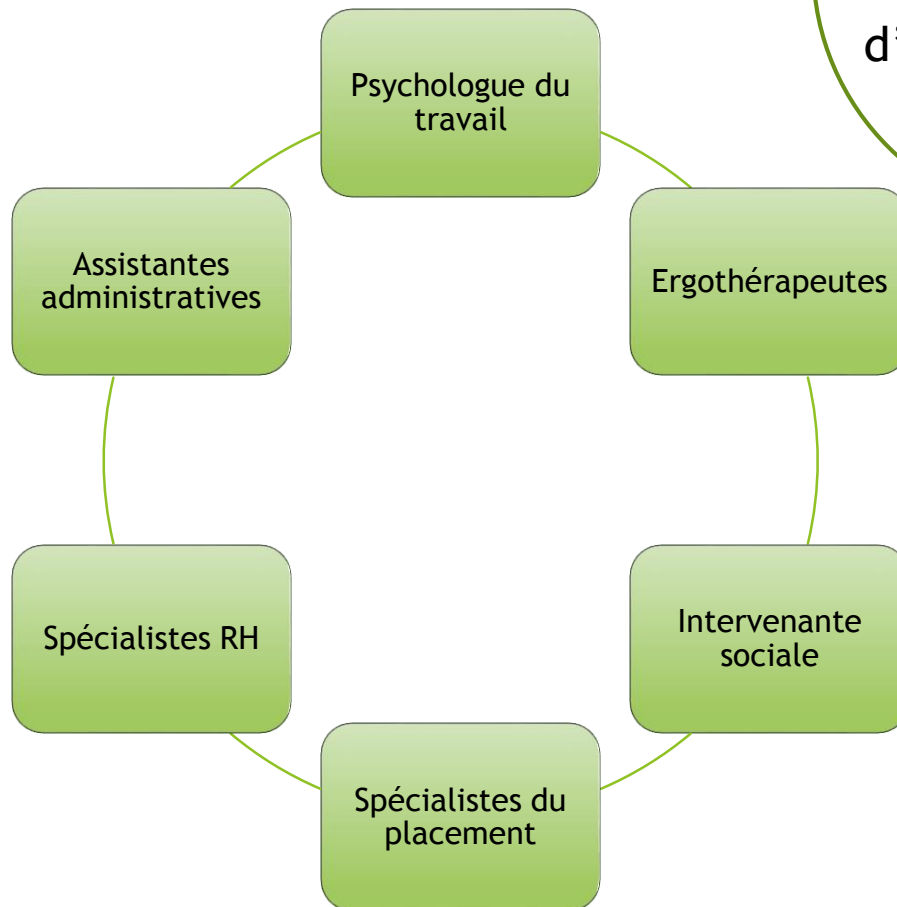 d'
Psychologue du
travail
Assistantes
administratives
Ergothérapeutes
Spécialistes RH
Intervenante
sociale
Spécialistes du
placement